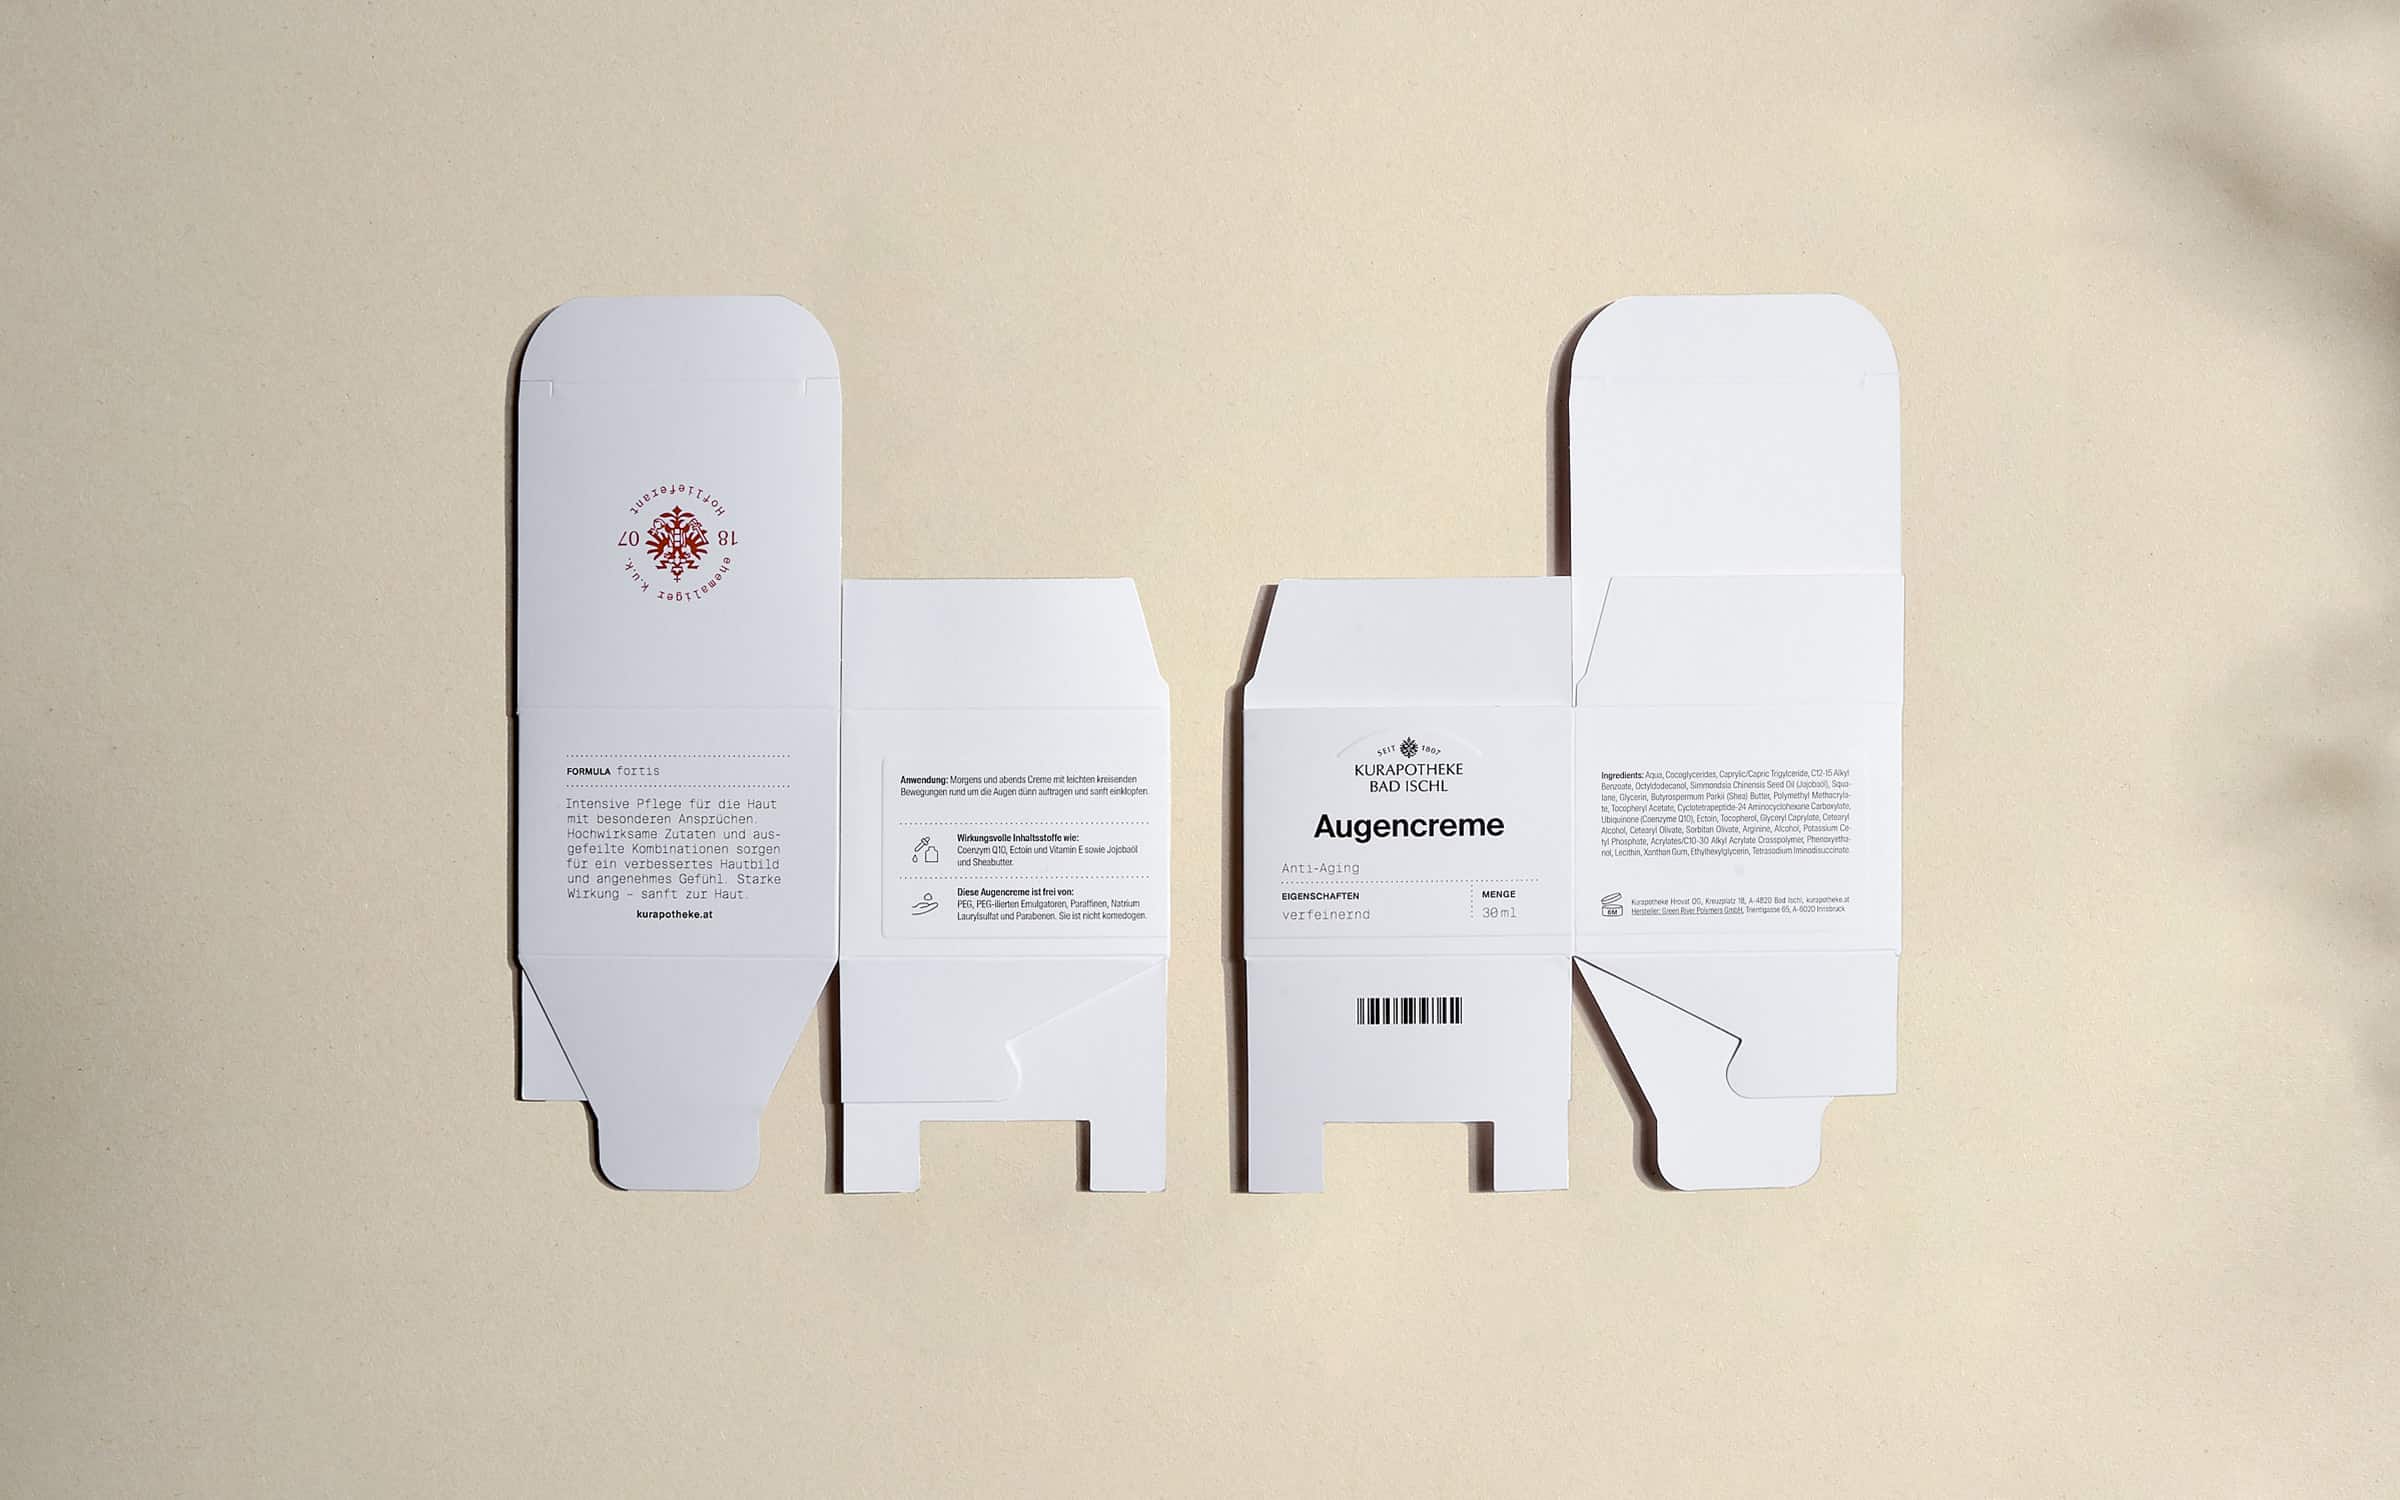 ehemaliger k.u.k.
Hoflieferant
18 07
FORMULA fortis
Intensive Pflege für die Haut
mit besonderen Ansprüchen.
Hochwirksame Zutaten und aus-
gefeilte Kombinationen sorgen
für ein verbessertes Hautbild
und angenehmes Gefühl. Starke
Wirkung – sanft zur Haut.
kurapotheke.at
Anwendung: Morgens und abends Creme mit leichten kreisenden
Bewegungen rund um die Augen dünn auftragen und sanft einklopfen.
Wirkungsvolle Inhaltsstoffe wie:
Coenzym Q10, Ectoin und Vitamin E sowie Jojobaöl
und Sheabutter.
Diese Augencreme ist frei von:
PEG, PEG-ilierten Emulgatoren, Paraffinen, Natrium
Laurylsulfat und Parabenen. Sie ist nicht komedogen.
SEIT 1807
KURAPOTHEKE
BAD ISCHL
Augencreme
Anti-Aging
EIGENSCHAFTEN
verfeinernd
MENGE
30 ml
Ingredients: Aqua, Cocoglycerides, Caprylic/Capric Trigylceride, C12-15 Alkyl
Benzoate, Octyldodecanol, Simmondsia Chinensis Seed Oil (Jojobaöl), Squa-
lane, Glycerin, Butyrospermum Parkii (Shea) Butter, Polymethyl Methacryla-
te, Tocopheryl Acetate, Cyclotetrapeptide-24 Aminocyclohexane Carboxylate,
Ubiquinone (Coenzyme Q10), Ectoin, Tocopherol, Glyceryl Caprylate, Cetearyl
Alcohol, Cetearyl Olivate, Sorbitan Olivate, Arginine, Alcohol, Potassium Ce-
tyl Phosphate, Acrylates/C10-30 Alkyl Acrylate Crosspolymer, Phenoxyetha-
nol, Lecithin, Xanthan Gum, Ethylhexylglycerin, Tetrasodium Iminodisuccinate.
6M
Kurapotheke Hrovat OG, Kreuzplatz 18, A-4820 Bad Ischl, kurapotheke.at
Hersteller: Green River Polymers GmbH, Trientlgasse 65, A-6020 Innsbruck